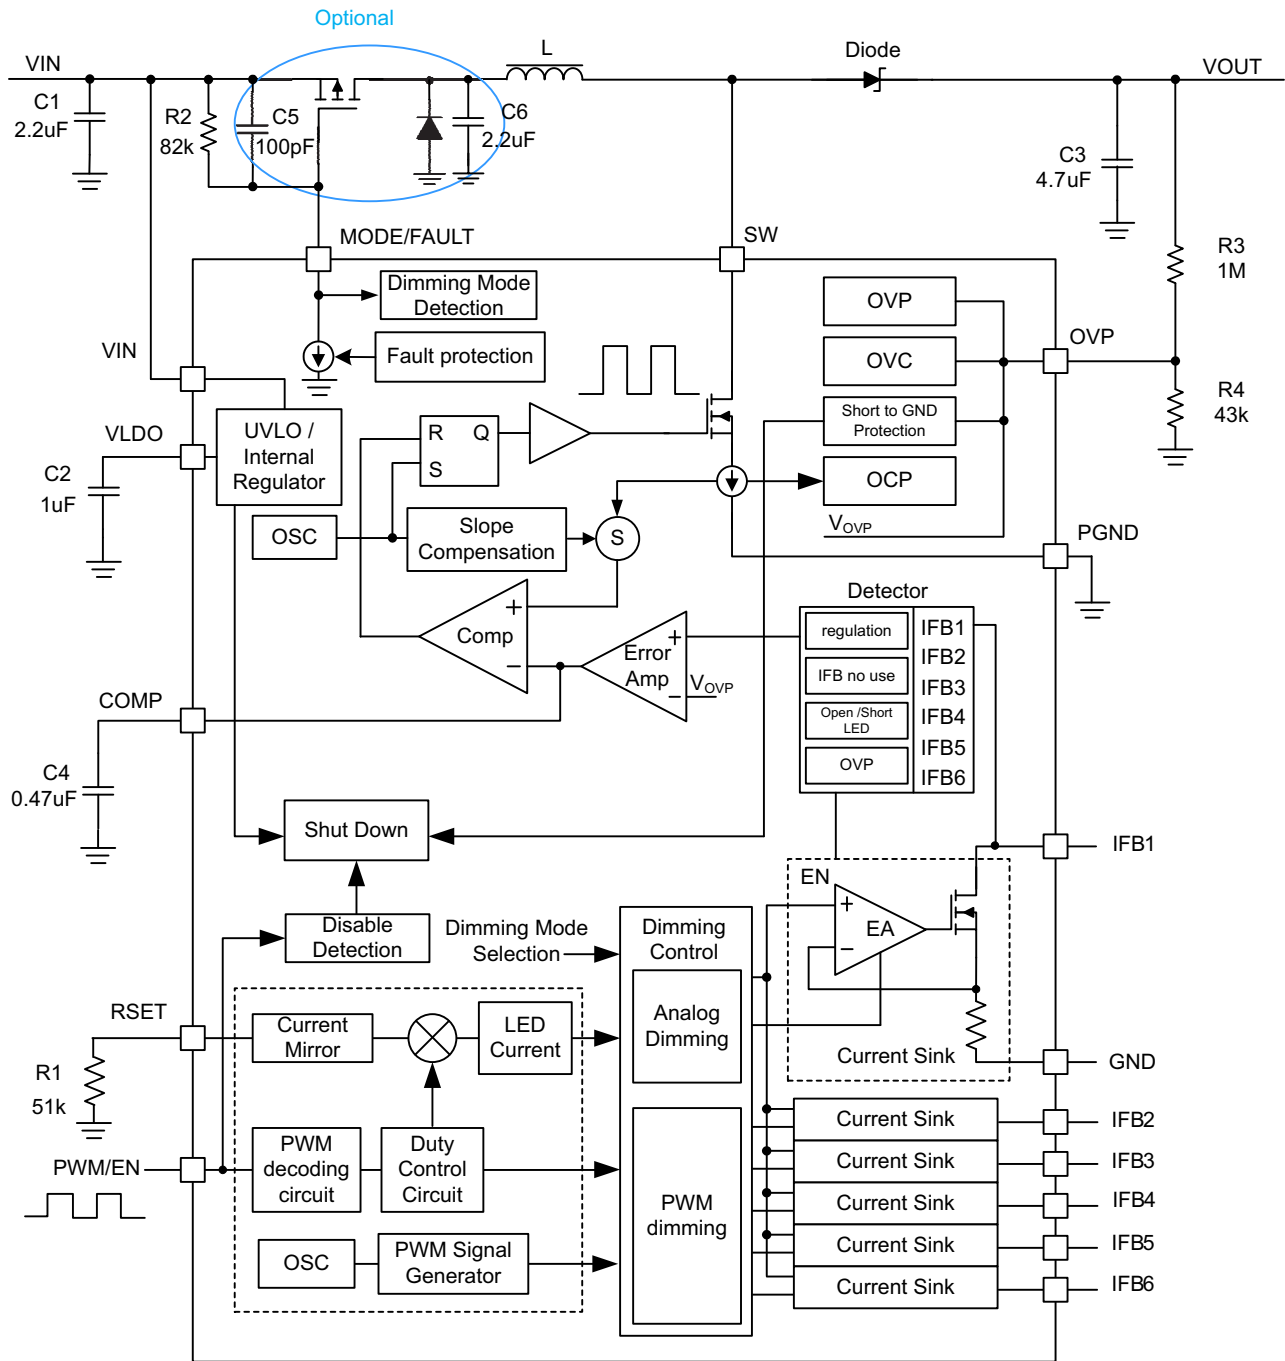 Optional
VIN
L
Diode
VOUT
C1
2.2uF
R2
82k
C5
100pF
C6
2.2uF
C3
4.7uF
MODE/FAULT
SW
R3
1M
Dimming Mode
Detection
OVP
VIN
Fault protection
OVC
OVP
VLDO
UVLO /
Internal
Regulator
R
Q
S
Short to GND
Protection
R4
43k
C2
1uF
OCP
OSC
Slope
Compensation
S
VOVP
PGND
Detector
+
Comp
−
+
Error
Amp
−
VOVP
regulation
IFB no use
Open /Short
LED
OVP
IFB1
IFB2
IFB3
IFB4
IFB5
IFB6
COMP
C4
0.47uF
Shut Down
IFB1
EN
+
EA
−
Disable
Detection
Dimming Mode
Selection
Dimming
Control
RSET
Current
Mirror
LED
Current
Analog
Dimming
Current Sink
GND
R1
51k
Current Sink
IFB2
PWM/EN
PWM
decoding
circuit
Duty
Control
Circuit
Current Sink
IFB3
PWM
dimming
Current Sink
IFB4
Current Sink
IFB5
OSC
PWM Signal
Generator
Current Sink
IFB6